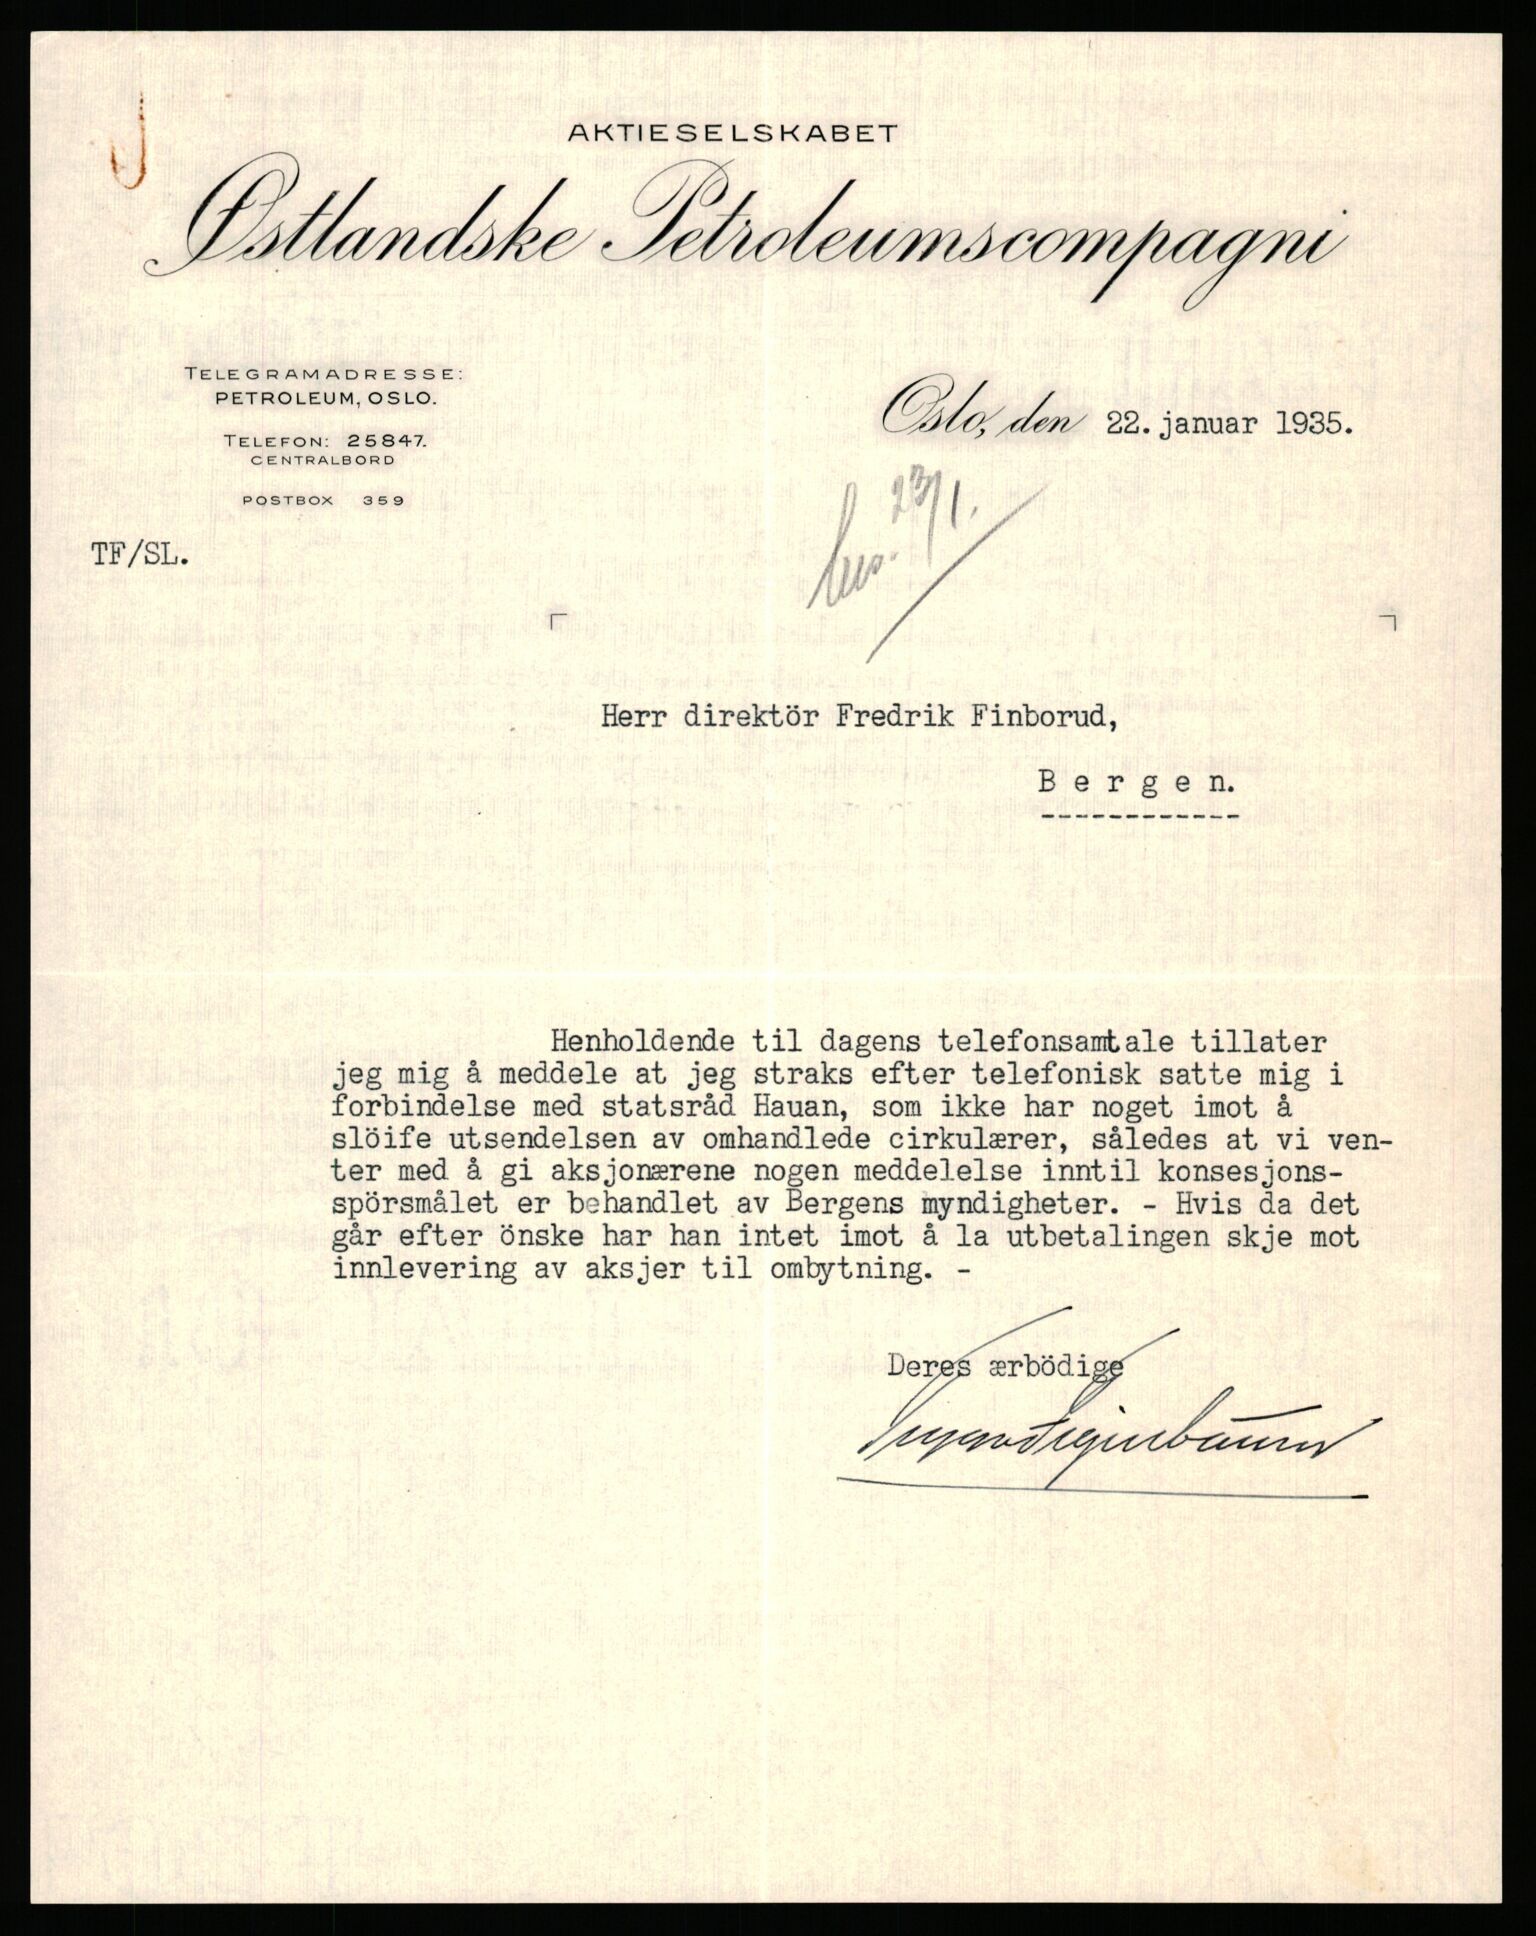 AKTIESELSKABET
Østlandske Petroleumscompagni
TELEGRAMADRESSE:
PETROLEUM, OSLO.
TELEFON: 25847.
CENTRALBORD
POSTBOX 359
Oslo, den 22. januar 1935.
23/1.
TF/SL.
Herr direktör Fredrik Finborud,
B e r g e n.
Henholdende til dagens telefonsamtale tillater
jeg mig å meddele at jeg straks efter telefonisk satte mig i
forbindelse med statsråd Hauan, som ikke har noget imot å
slöife utsendelsen av omhandlede cirkulærer, således at vi ven-
ter med å gi aksjonærene nogen meddelelse inntil konsesjons-
spörsmålet er behandlet av Bergens myndigheter. - Hvis da det
går efter önske har han intet imot å la utbetalingen skje mot
innlevering av aksjer til ombytning. -
Deres ærbödige